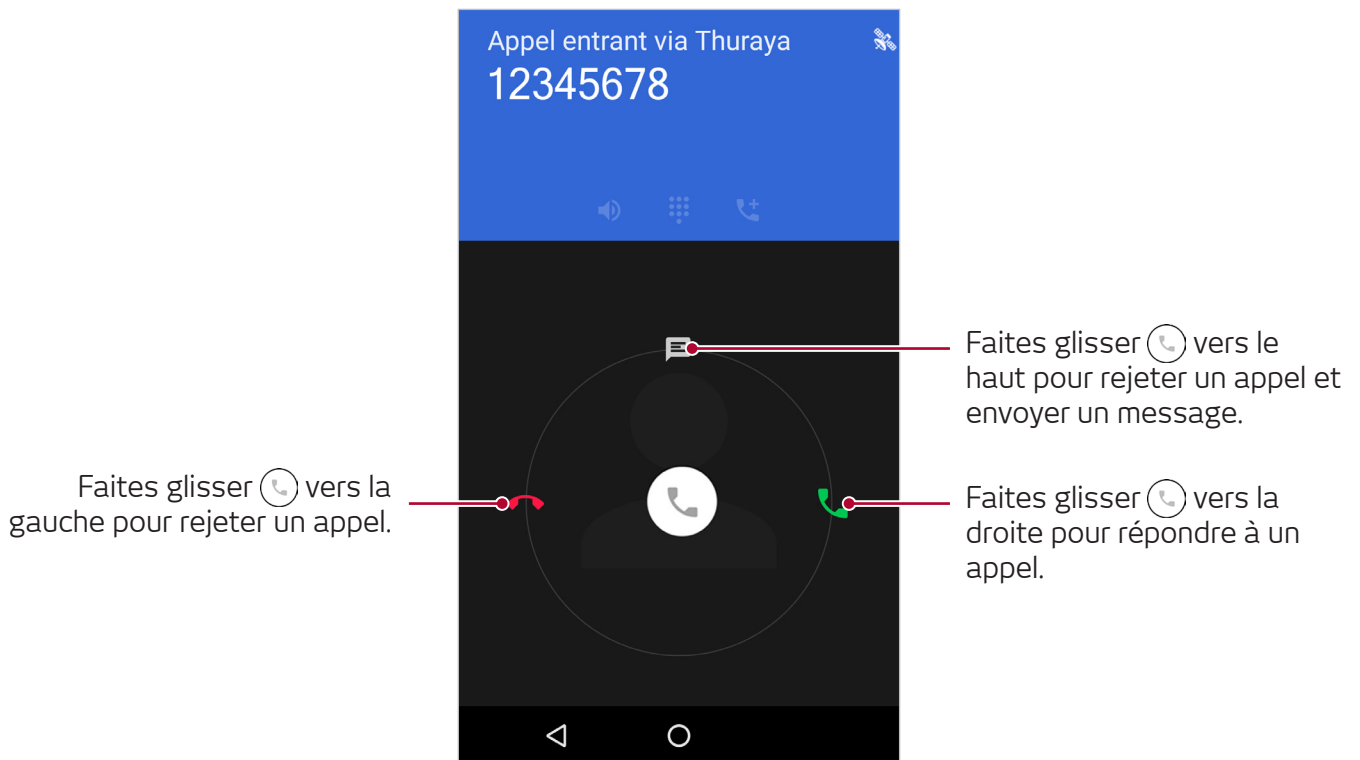 Appel entrant via Thuraya
12345678
Faites glisser vers le
haut pour rejeter un appel et
envoyer un message.
Faites glisser vers la
gauche pour rejeter un appel.
Faites glisser vers la
droite pour répondre à un
appel.